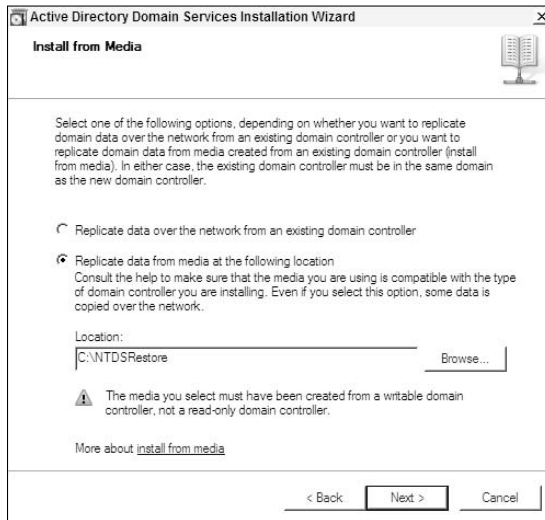 Active Directory Domain Services Installation Wizard
Install from Media
Select one of the following options, depending on whether you want to replicate
domain data over the network from an existing domain controller or you want to
replicate domain data from media created from an existing domain controller (install
from media). In either case, the existing domain controller must be in the same domain
as the new domain controller.
Replicate data over the network from an existing domain controller
Replicate data from media at the following location
Consult the help to make sure that the media you are using is compatible with the type
of domain controller you are installing. Even if you select this option, some data is
copied over the network.
Location:
C:\NTDSRestore
Browse...
The media you select must have been created from a writable domain
controller, not a read-only domain controller.
More about install from media
< Back Next > Cancel